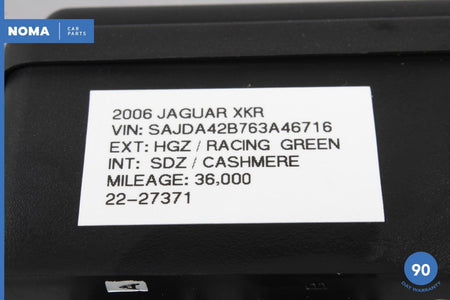 NOMA CAR PARTS
2006 JAGUAR XKR
VIN: SAJDA42B763A46716
EXT: HGZ / RACING GREEN
INT: SDZ / CASHMERE
MILEAGE: 36,000
22-27371
90
DAY WARRANTY